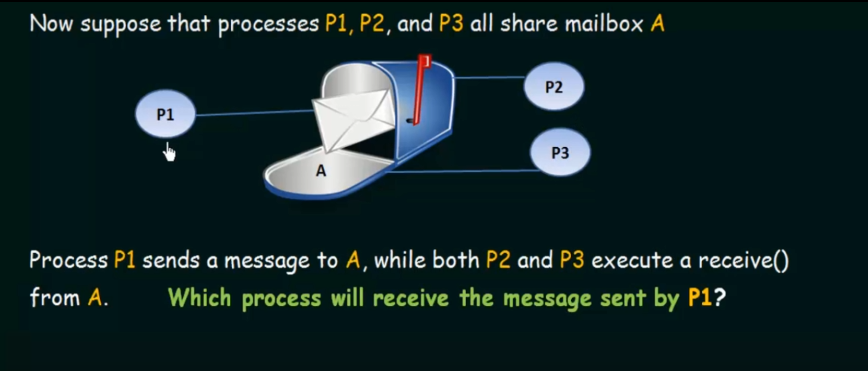 Now suppose that processes P1, P2, and P3 all share mailbox A
P1
P2
P3
A
Process P1 sends a message to A, while both P2 and P3 execute a receive()
from A. Which process will receive the message sent by P1?